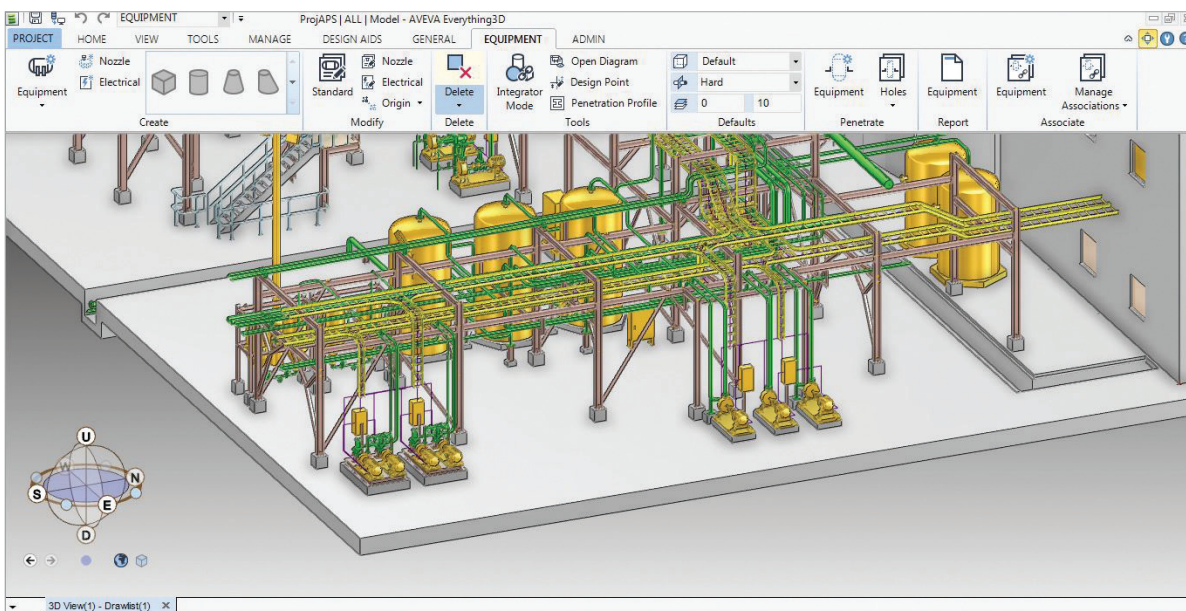 EQUIPMENT
ProjAPS | ALL | Model - AVEVA Everything3D
PROJECT HOME VIEW TOOLS MANAGE DESIGN AIDS GENERAL EQUIPMENT ADMIN
Equipment
Nozzle
Electrical
Create
Standard
Nozzle
Electrical
Origin
Modify
Delete
Delete
Integrator
Mode
Open Diagram
Design Point
Penetration Profile
Tools
Default
Hard
0 10
Defaults
Equipment
Holes
Penetrate
Equipment
Report
Equipment
Manage
Associations
Associate
U
W
N
S
E
D
3D View(1) - Drawlist(1)